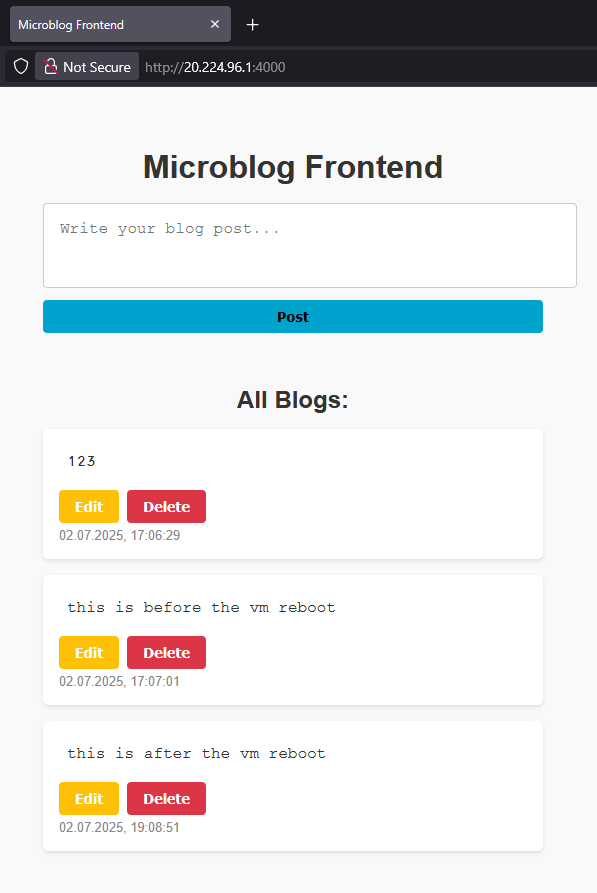 Microblog Frontend
Not Secure http://20.224.96.1:4000
Microblog Frontend
Write your blog post...
Post
All Blogs:
123
Edit Delete
02.07.2025, 17:06:29
this is before the vm reboot
Edit Delete
02.07.2025, 17:07:01
this is after the vm reboot
Edit Delete
02.07.2025, 19:08:51